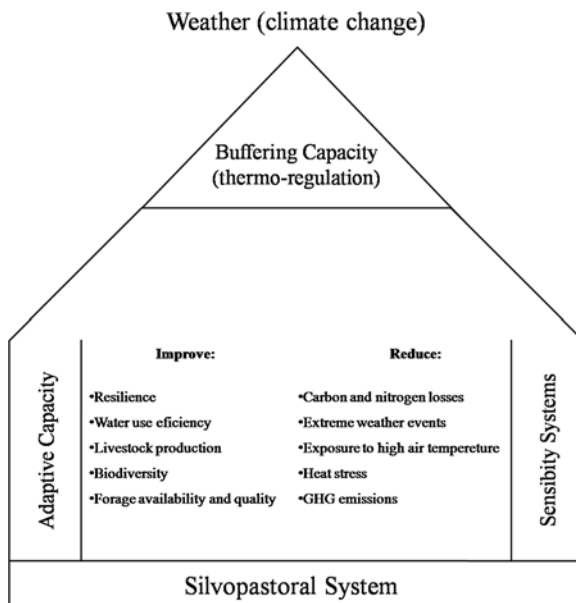 Weather (climate change)
Buffering Capacity
(thermo-regulation)
Adaptive Capacity
Improve:
•Resilience
•Water use eficiency
•Livestock production
•Biodiversity
•Forage availability and quality
Reduce:
•Carbon and nitrogen losses
•Extreme weather events
•Exposure to high air tempereture
•Heat stress
•GHG emissions
Sensibity Systems
Silvopastoral System